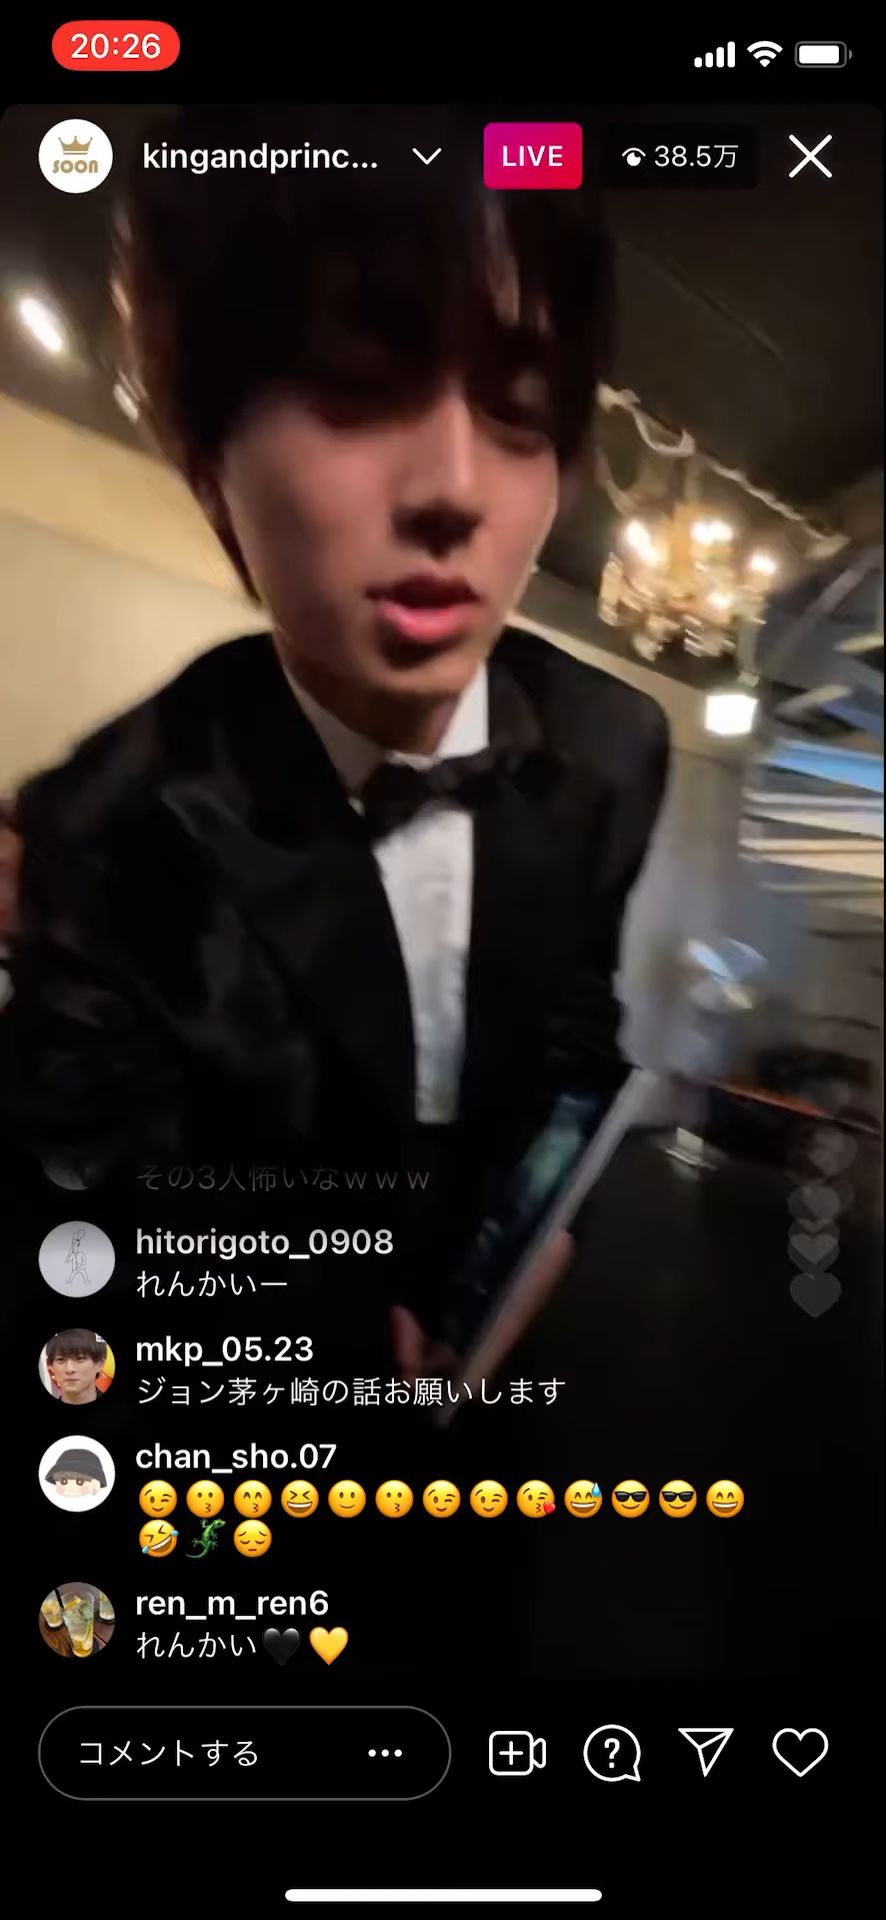 20:26
SOON
kingandprinc...
LIVE
38.5万
その3人怖いなｗｗｗ
hitorigoto_0908
れんかいー
mkp_05.23
ジョン茅ヶ崎の話お願いします
chan_sho.07
😉😗😙😆🙂😗😉😉😘😅😎😎😄
🤣🦎😔
ren_m_ren6
れんかい🖤💛
コメントする